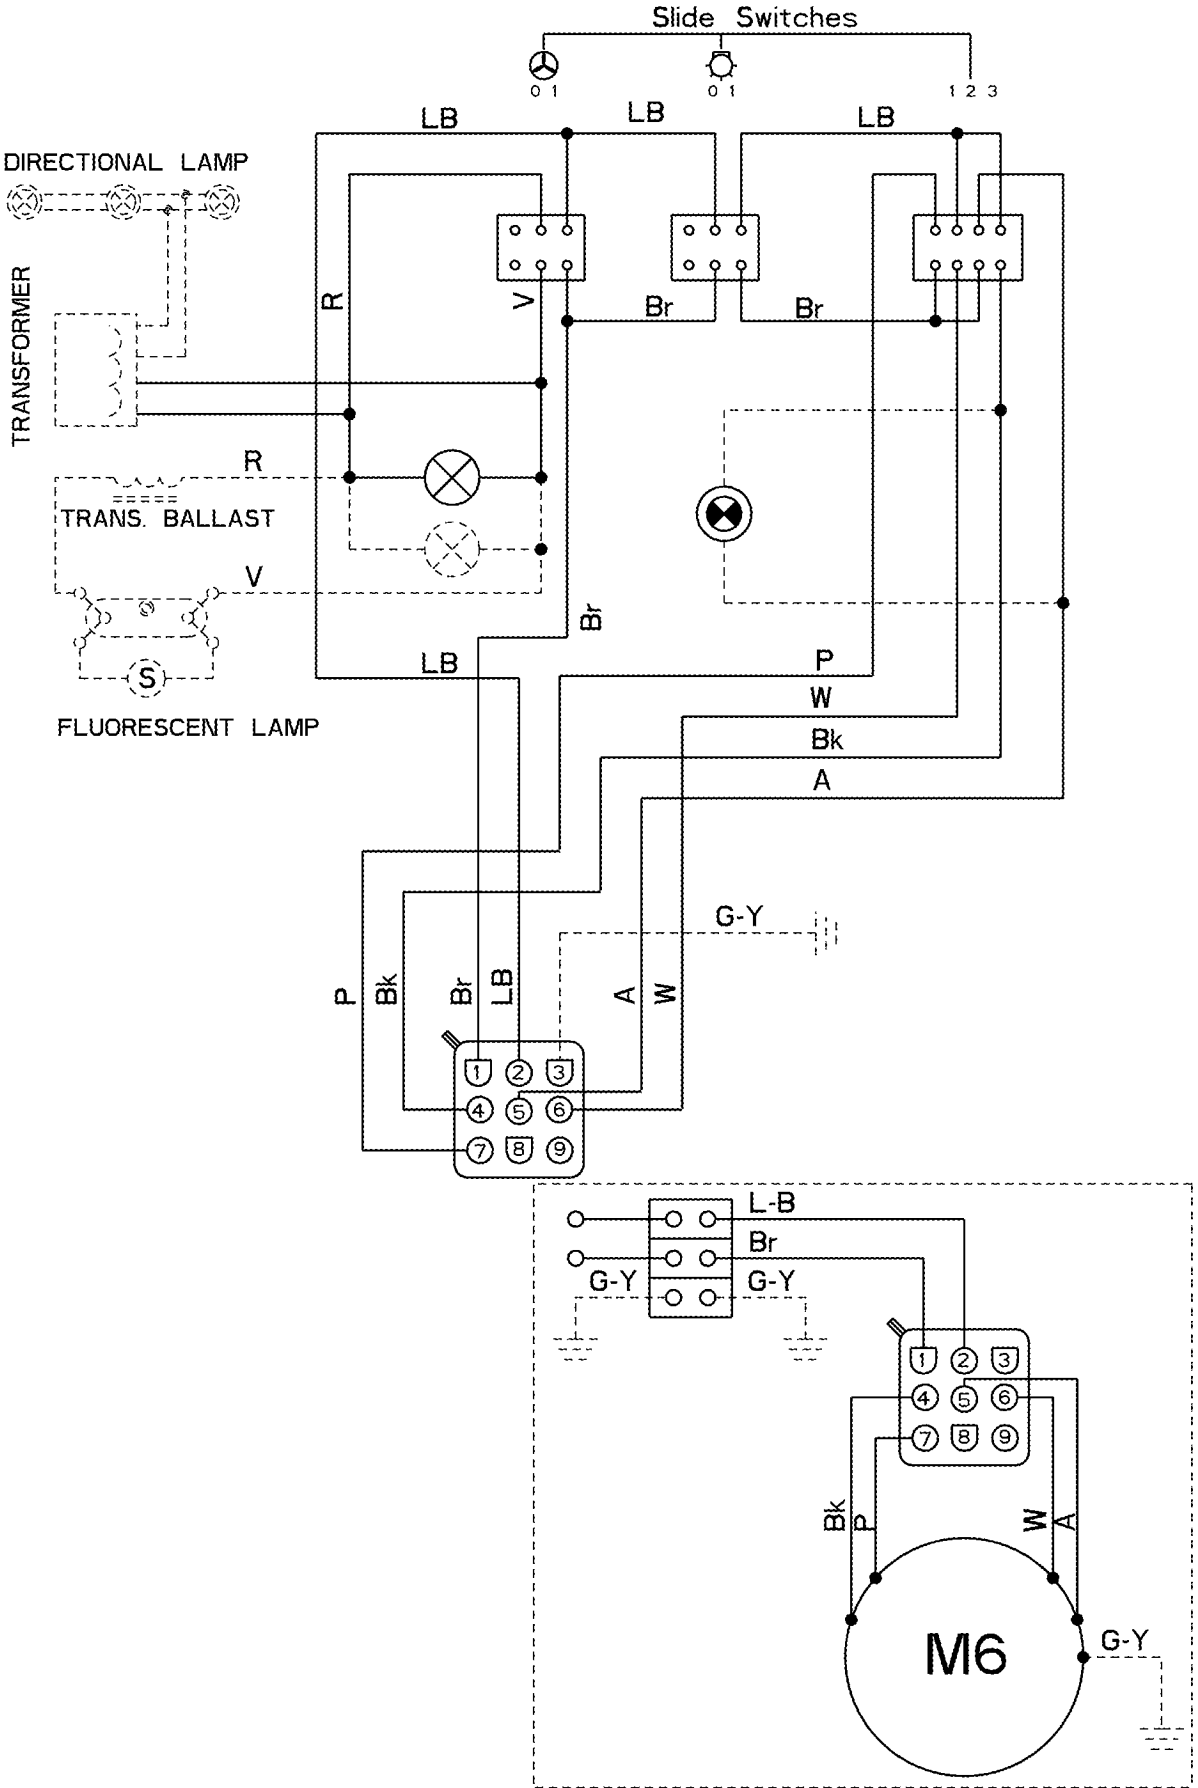 Slide Switches
0 1
0 1
1 2 3
LB
LB
LB
DIRECTIONAL LAMP
TRANSFORMER
R
V
Br
Br
R
TRANS. BALLAST
V
Br
S
FLUORESCENT LAMP
LB
P
W
Bk
A
G-Y
P
Bk
Br
LB
A
W
1 2 3
4 5 6
7 8 9
L-B
Br
G-Y
G-Y
1 2 3
4 5 6
7 8 9
Bk
P
W
A
M6
G-Y